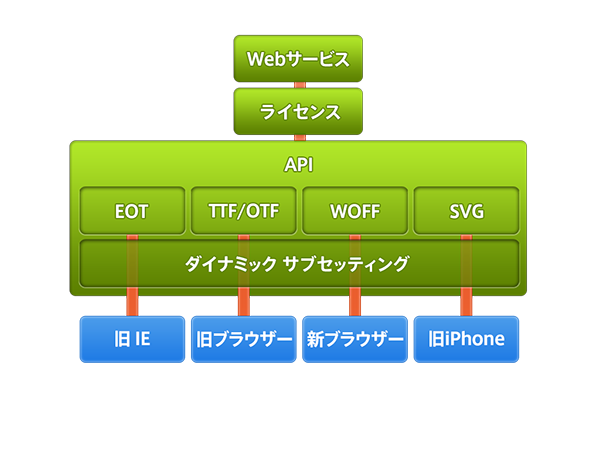 Webサービス
ライセンス
API
EOT
TTF/OTF
WOFF
SVG
ダイナミック サブセッティング
旧 IE
旧ブラウザー
新ブラウザー
旧iPhone